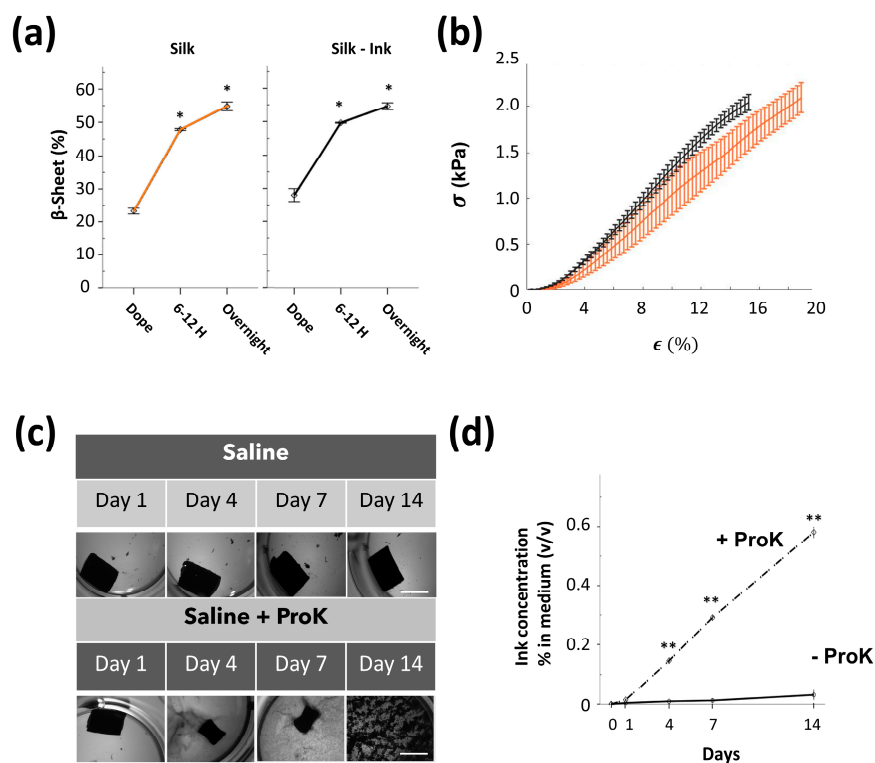 (a)
Silk
Silk - Ink
β-Sheet (%)
60
50
40
30
20
10
0
*
*
*
*
Dope
6-12 H
Overnight
Dope
6-12 H
Overnight
(b)
σ (kPa)
2.5
2.0
1.5
1.0
0.5
0
0
4
8
12
16
20
ϵ (%)
(c)
Saline
Day 1 Day 4 Day 7 Day 14
Saline + ProK
Day 1 Day 4 Day 7 Day 14
(d)
Ink concentration
% in medium (v/v)
0.6
0.4
0.2
0
+ ProK
- ProK
**
**
**
0 1 4 7 14
Days